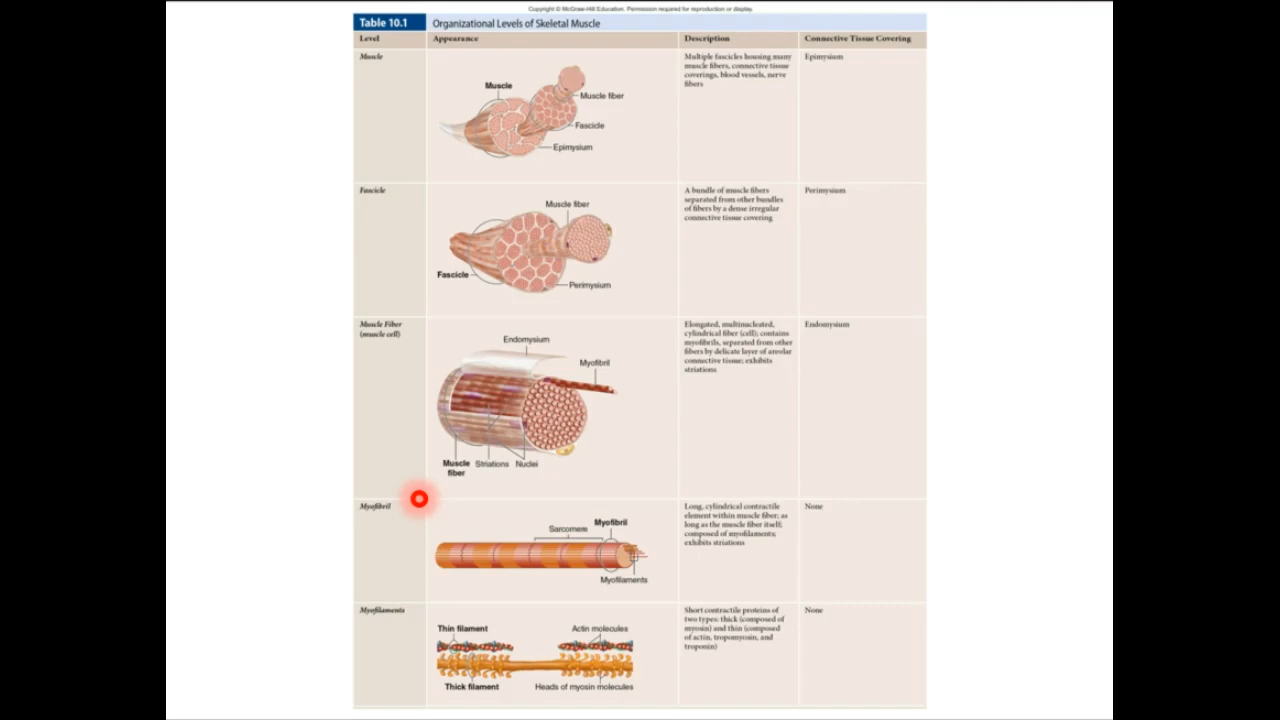 Copyright © McGraw-Hill Education. Permission required for reproduction or display.
Table 10.1 Organizational Levels of Skeletal Muscle
Level Appearance Description Connective Tissue Covering
Muscle
Muscle
Muscle fiber
Fascicle
Epimysium
Multiple fascicles housing many
muscle fibers, connective tissue
coverings, blood vessels, nerve
fibers
Epimysium
Fascicle
Muscle fiber
Fascicle
Perimysium
A bundle of muscle fibers
separated from other bundles
of fibers by a dense irregular
connective tissue covering
Perimysium
Muscle Fiber
(muscle cell)
Endomysium
Myofibril
Muscle
fiber
Striations
Nuclei
Elongated, multinucleated,
cylindrical fiber (cell); contains
myofibrils, separated from other
fibers by delicate layer of areolar
connective tissue; exhibits
striations
Endomysium
Myofibril
Myofibril
Sarcomere
Myofilaments
Long, cylindrical contractile
element within muscle fiber; as
long as the muscle fiber itself;
composed of myofilaments;
exhibits striations
None
Myofilaments
Thin filament
Actin molecules
Thick filament
Heads of myosin molecules
Short contractile proteins of
two types: thick (composed of
myosin) and thin (composed
of actin, tropomyosin, and
troponin)
None